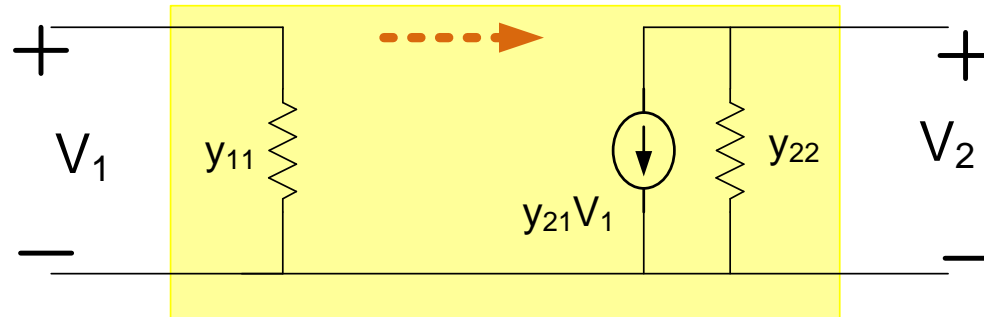 +
+
V₁
y₁₁
y₂₁V₁
y₂₂
V₂
−
−